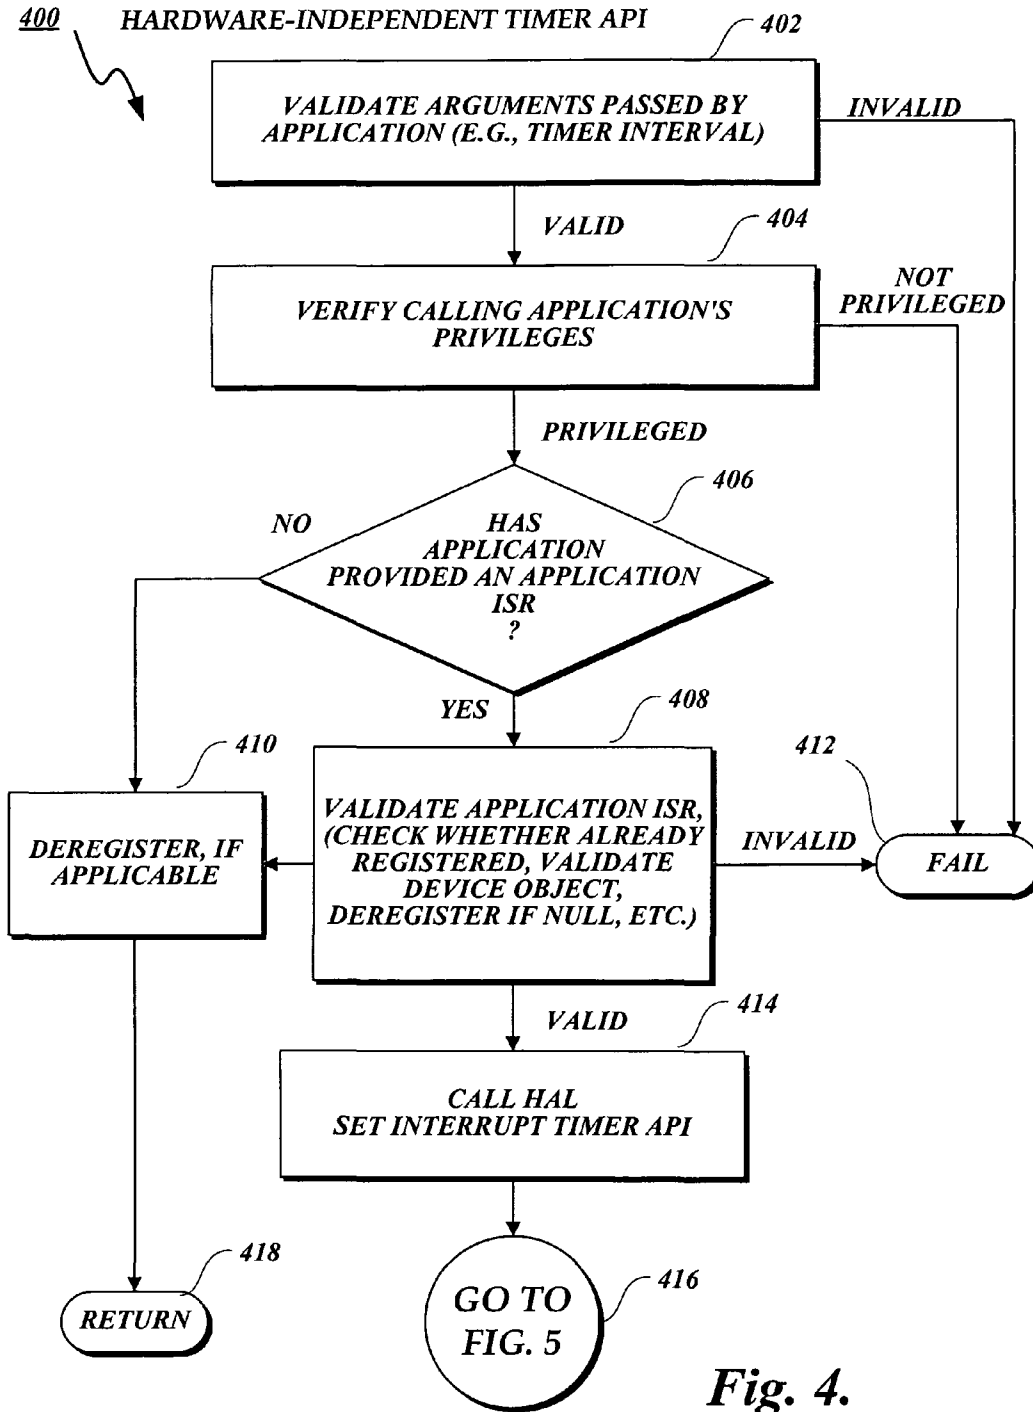 400 HARDWARE-INDEPENDENT TIMER API
402
VALIDATE ARGUMENTS PASSED BY
APPLICATION (E.G., TIMER INTERVAL)
INVALID
VALID
404
VERIFY CALLING APPLICATION'S
PRIVILEGES
NOT
PRIVILEGED
PRIVILEGED
406
NO
HAS
APPLICATION
PROVIDED AN APPLICATION
ISR
?
YES
408
410
412
VALIDATE APPLICATION ISR,
(CHECK WHETHER ALREADY
REGISTERED, VALIDATE
DEVICE OBJECT,
DEREGISTER IF NULL, ETC.)
DEREGISTER, IF
APPLICABLE
INVALID
FAIL
VALID
414
CALL HAL
SET INTERRUPT TIMER API
418
RETURN
GO TO
FIG. 5
416
Fig. 4.